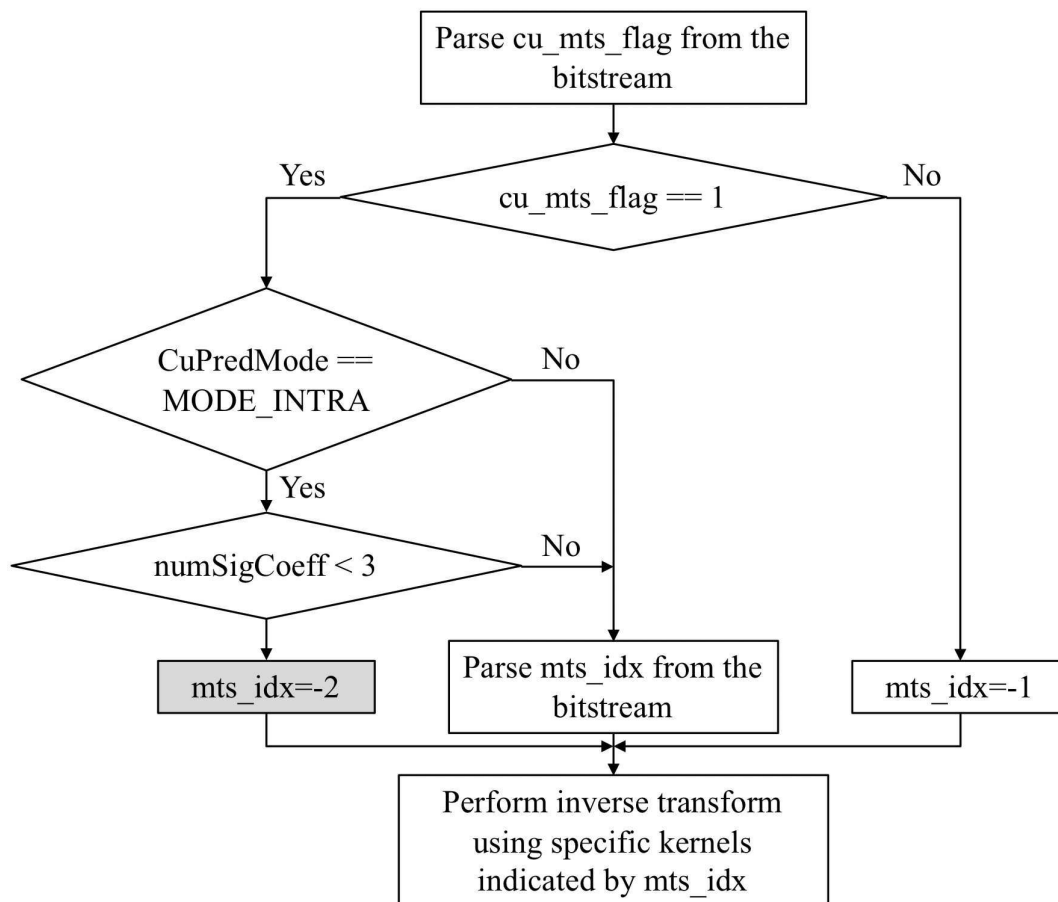 Parse cu_mts_flag from the
bitstream
Yes
No
cu_mts_flag == 1
CuPredMode ==
MODE_INTRA
No
Yes
numSigCoeff < 3
No
mts_idx=-2
Parse mts_idx from the
bitstream
mts_idx=-1
Perform inverse transform
using specific kernels
indicated by mts_idx